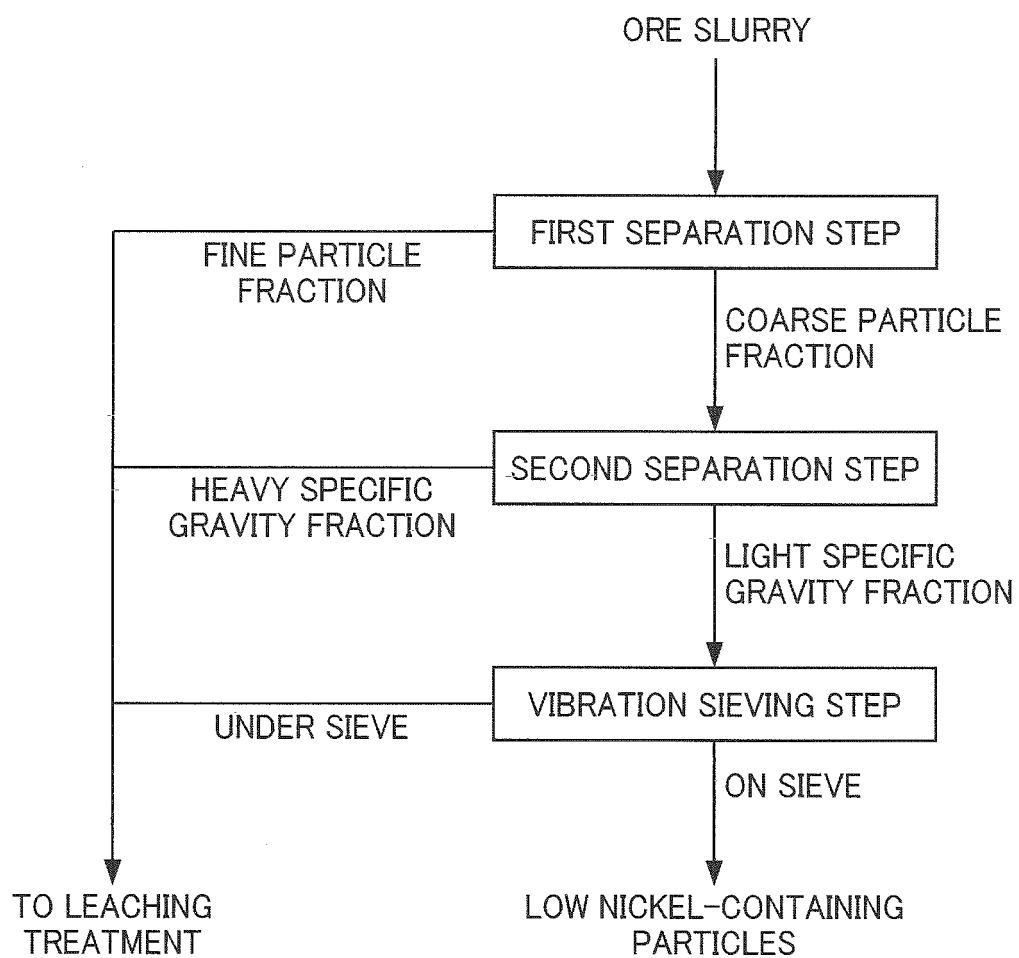 ORE SLURRY
FIRST SEPARATION STEP
FINE PARTICLE
FRACTION
COARSE PARTICLE
FRACTION
SECOND SEPARATION STEP
HEAVY SPECIFIC
GRAVITY FRACTION
LIGHT SPECIFIC
GRAVITY FRACTION
VIBRATION SIEVING STEP
UNDER SIEVE
ON SIEVE
TO LEACHING
TREATMENT
LOW NICKEL-CONTAINING
PARTICLES